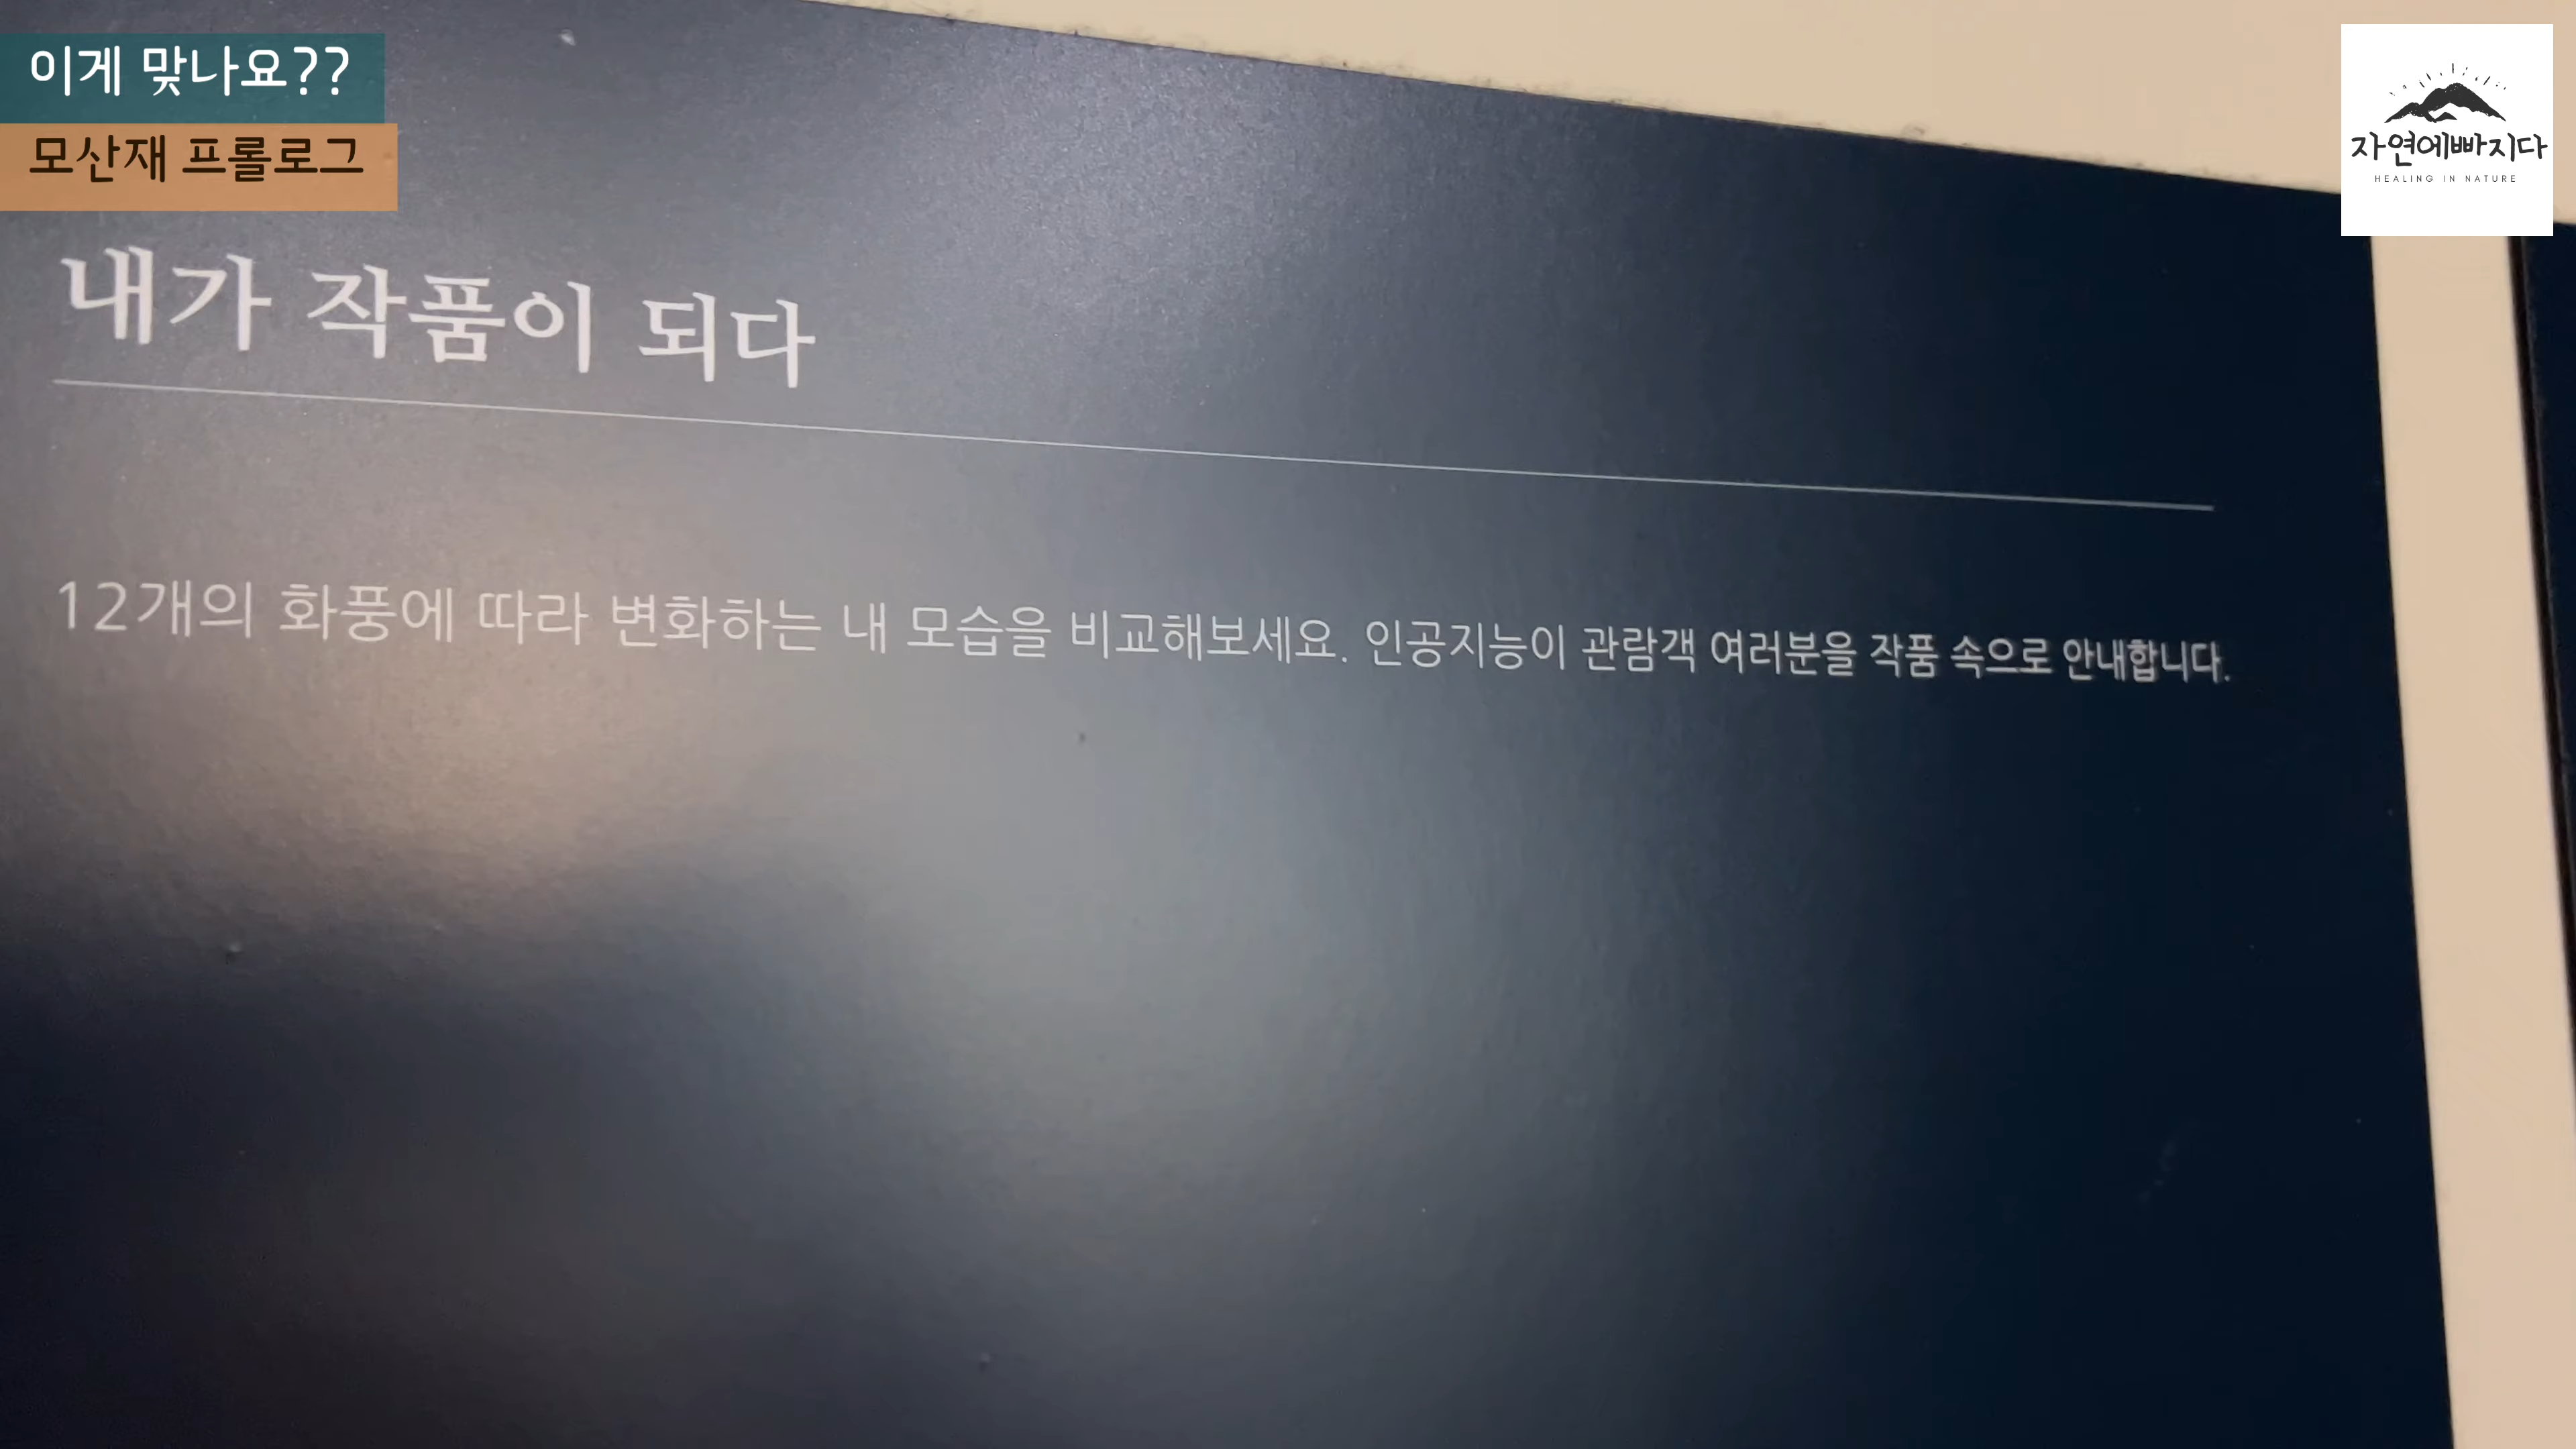 이게 맞나요??
모산재 프롤로그
자연에빠지다
HEALING IN NATURE
내가 작품이 되다
12개의 화풍에 따라 변화하는 내 모습을 비교해보세요. 인공지능이 관람객 여러분을 작품 속으로 안내합니다.